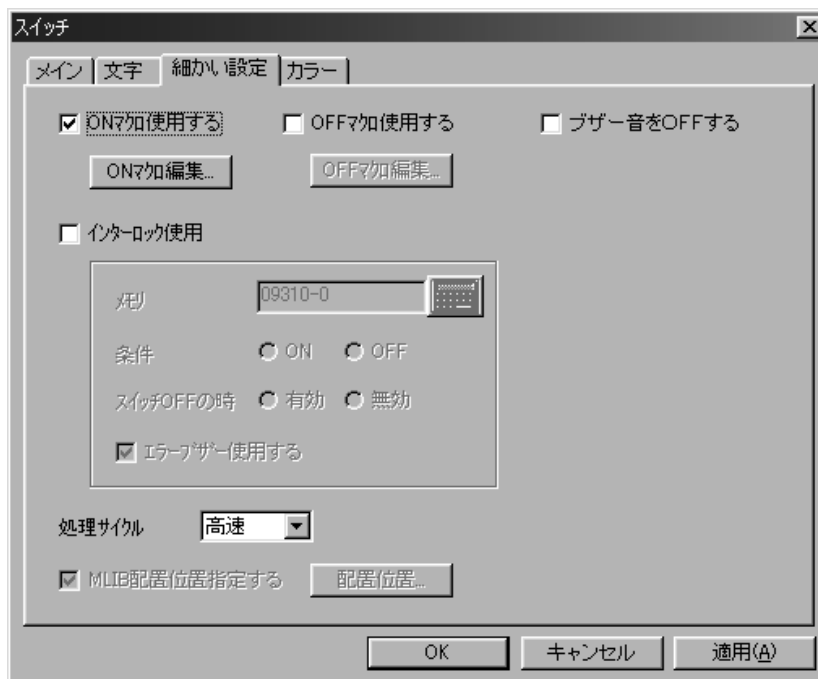 スイッチ
メイン 文字 細かい設定 カラー
ONマクロ使用する OFFマクロ使用する ブザー音をOFFする
ONマクロ編集... OFFマクロ編集...
インターロック使用
メモリ 09310-0
条件 ON OFF
スイッチOFFの時 有効 無効
エラーブザー使用する
処理サイクル 高速
MLIB配置位置指定する 配置位置...
OK キャンセル 適用(A)